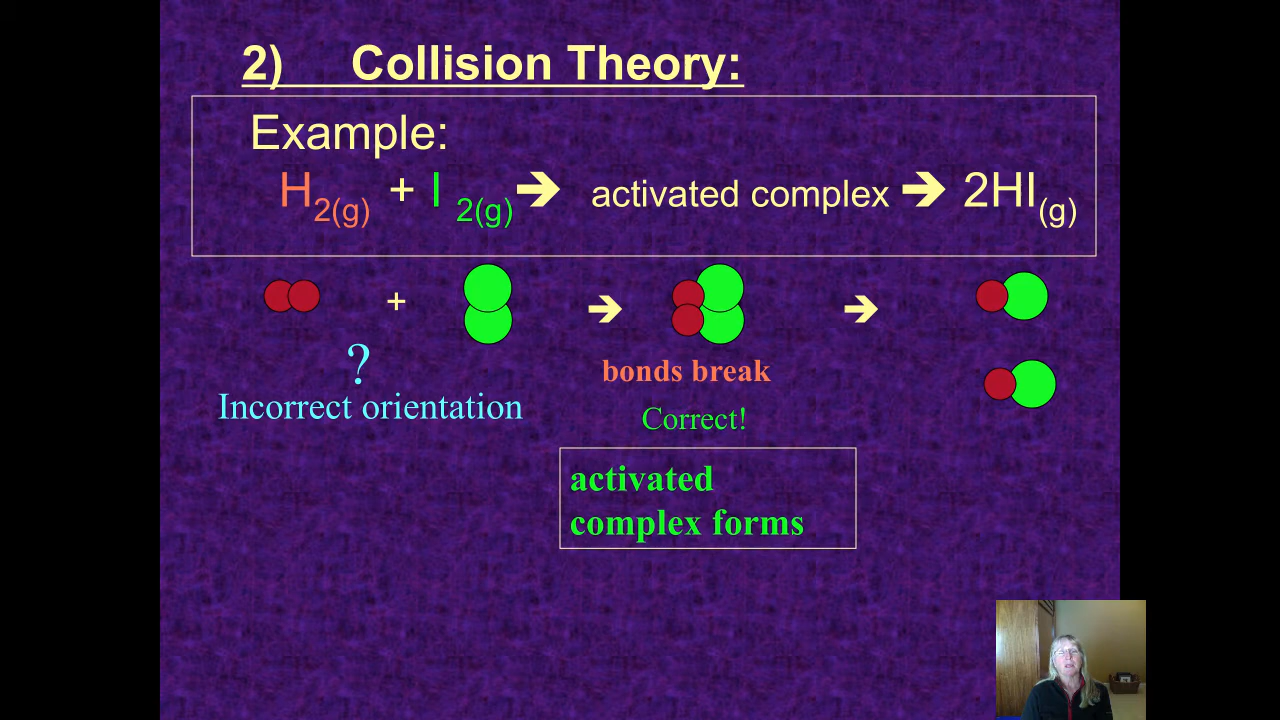 2) Collision Theory:
Example:
H2(g) + I 2(g)➔ activated complex ➔ 2HI(g)
+ ➔ ➔
?
Incorrect orientation
bonds break
Correct!
activated
complex forms